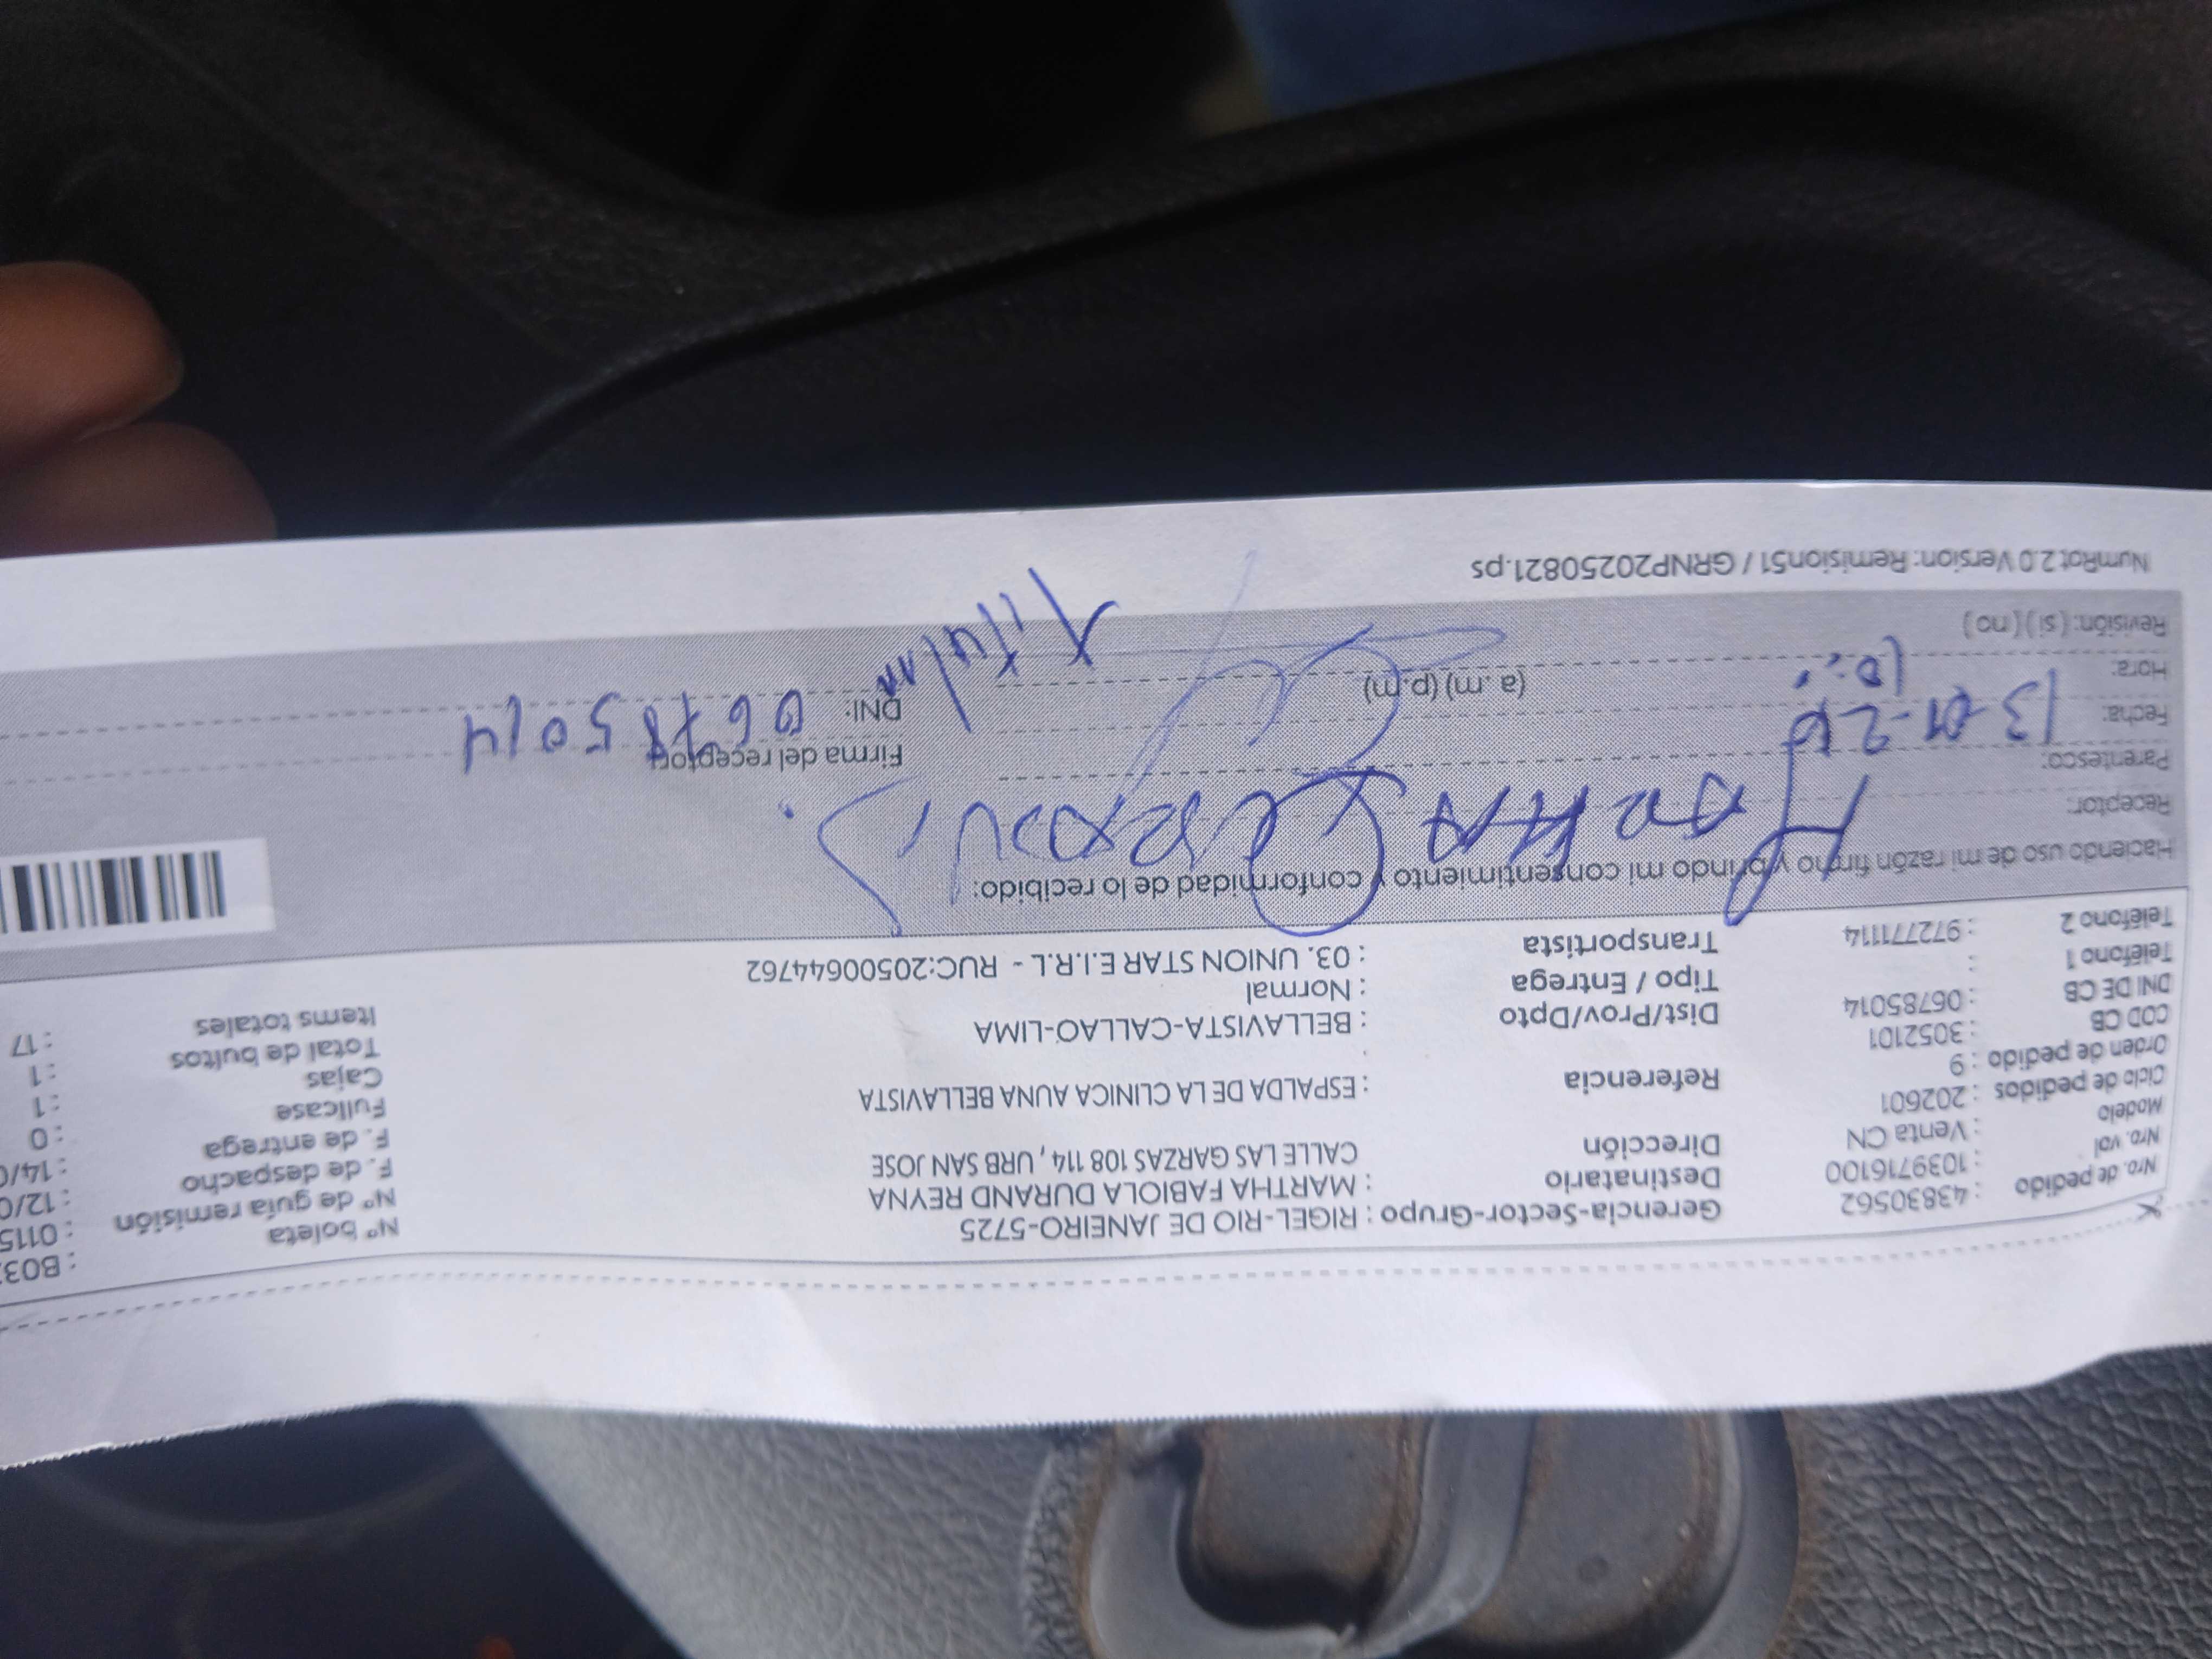 Nro. de pedido : 43830562
Nro. vol : 1039716100
Modelo : Venta CN
Ciclo de pedidos : 202601
Orden de pedido : 9
COD CB : 3052101
DNI DE CB : 06785014
Teléfono 1 :
Teléfono 2 : 972771114
Gerencia-Sector-Grupo : RIGEL-RIO DE JANEIRO-5725
Destinatario : MARTHA FABIOLA DURAND REYNA
Dirección
CALLE LAS GARZAS 108 114 , URB SAN JOSE
Referencia : ESPALDA DE LA CLINICA AUNA BELLAVISTA
Dist/Prov/Dpto : BELLAVISTA-CALLAO-LIMA
Tipo / Entrega : Normal
Transportista : 03. UNION STAR E.I.R.L - RUC:20500644762
Nº boleta : B03
Nº de guia remisión : 0115
F. de despacho : 12/0
F. de entrega : 14/0
Fullcase : 0
Cajas : 1
Total de bultos : 1
Items totales : 17
Haciendo uso de mi razón firmo y brindo mi consentimiento y conformidad de lo recibido:
Receptor:
Parentesco:
Fecha: 13-01-26
Hora: 10: (a. m) (p.m)
Revisión: ( si ) ( no )
Firma del receptor
DNI: 06785014
Titular
NumRot 2.0 Version: Remision51 / GRNP20250821.ps